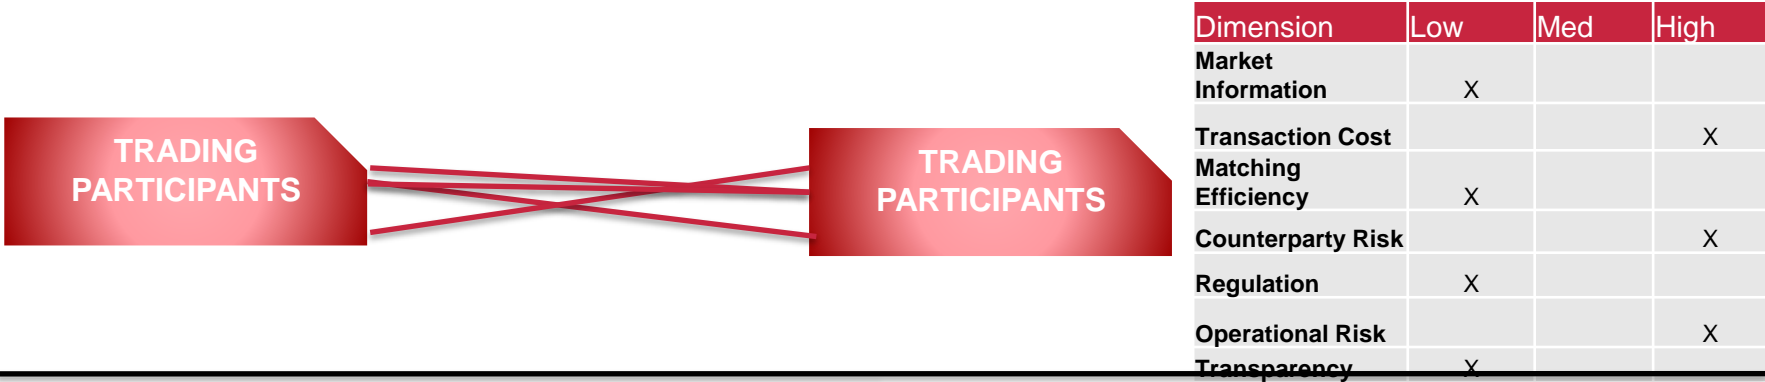 TRADING
PARTICIPANTS
TRADING
PARTICIPANTS
Dimension Low Med High
Market
Information X
Transaction Cost X
Matching
Efficiency X
Counterparty Risk X
Regulation X
Operational Risk X
Transparency X